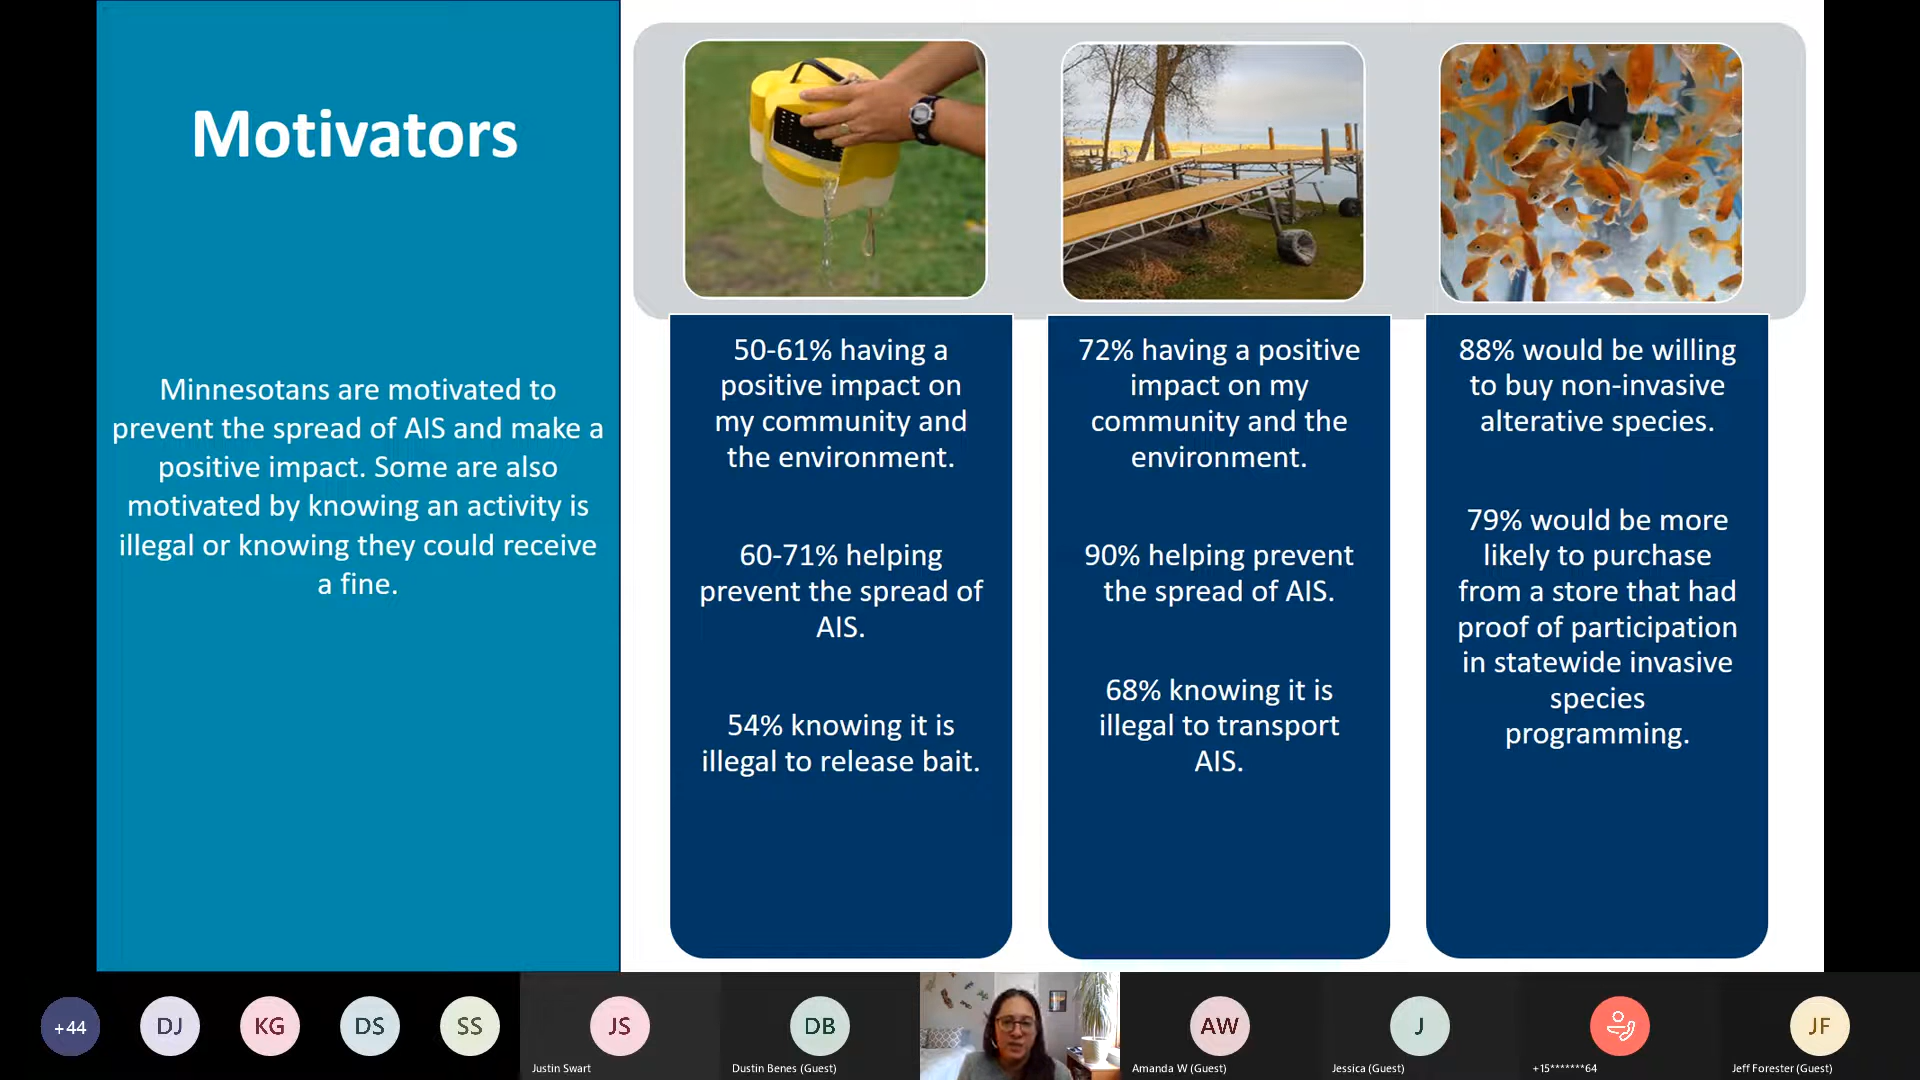 Motivators
Minnesotans are motivated to
prevent the spread of AIS and make a
positive impact. Some are also
motivated by knowing an activity is
illegal or knowing they could receive
a fine.
50-61% having a
positive impact on
my community and
the environment.
60-71% helping
prevent the spread of
AIS.
54% knowing it is
illegal to release bait.
72% having a positive
impact on my
community and the
environment.
90% helping prevent
the spread of AIS.
68% knowing it is
illegal to transport
AIS.
88% would be willing
to buy non-invasive
alterative species.
79% would be more
likely to purchase
from a store that had
proof of participation
in statewide invasive
species
programming.
+44
DJ
KG
DS
SS
JS
Justin Swart
DB
Dustin Benes (Guest)
AW
Amanda W (Guest)
J
Jessica (Guest)
+15*******64
JF
Jeff Forester (Guest)